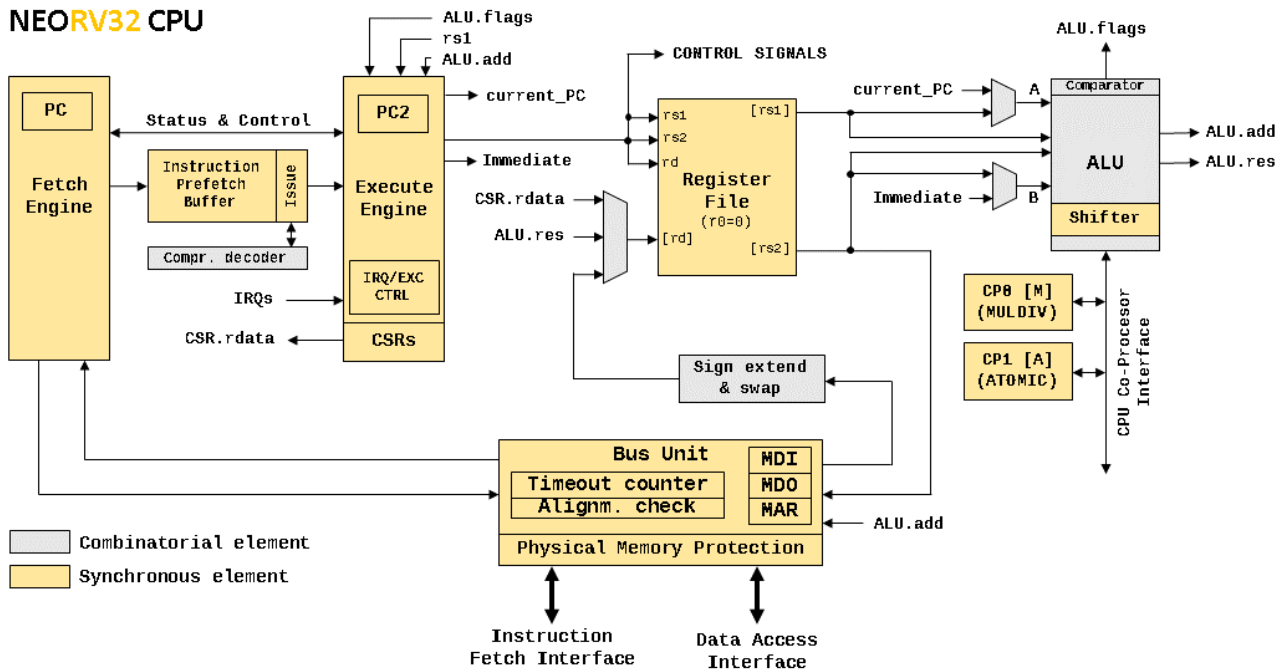 NEORV32 CPU
ALU.flags
rs1
ALU.add
PC
Fetch
Engine
Status & Control
Instruction
Prefetch
Buffer
Issue
Compr. decoder
PC2
Execute
Engine
IRQ/EXC
CTRL
CSRs
IRQs
CSR.rdata
current_PC
Immediate
CONTROL SIGNALS
CSR.rdata
ALU.res
rs1
rs2
rd
[rd]
[rs1]
[rs2]
Register
File
(r0=0)
current_PC
A
Immediate
B
ALU.flags
Comparator
ALU
Shifter
ALU.add
ALU.res
CP0 [M]
(MULDIV)
CP1 [A]
(ATOMIC)
CPU Co-Procesor
Interface
Sign extend
& swap
Bus Unit
Timeout counter
Alignm. check
MDI
MDO
MAR
ALU.add
Physical Memory Protection
Combinatorial element
Synchronous element
Instruction
Fetch Interface
Data Access
Interface